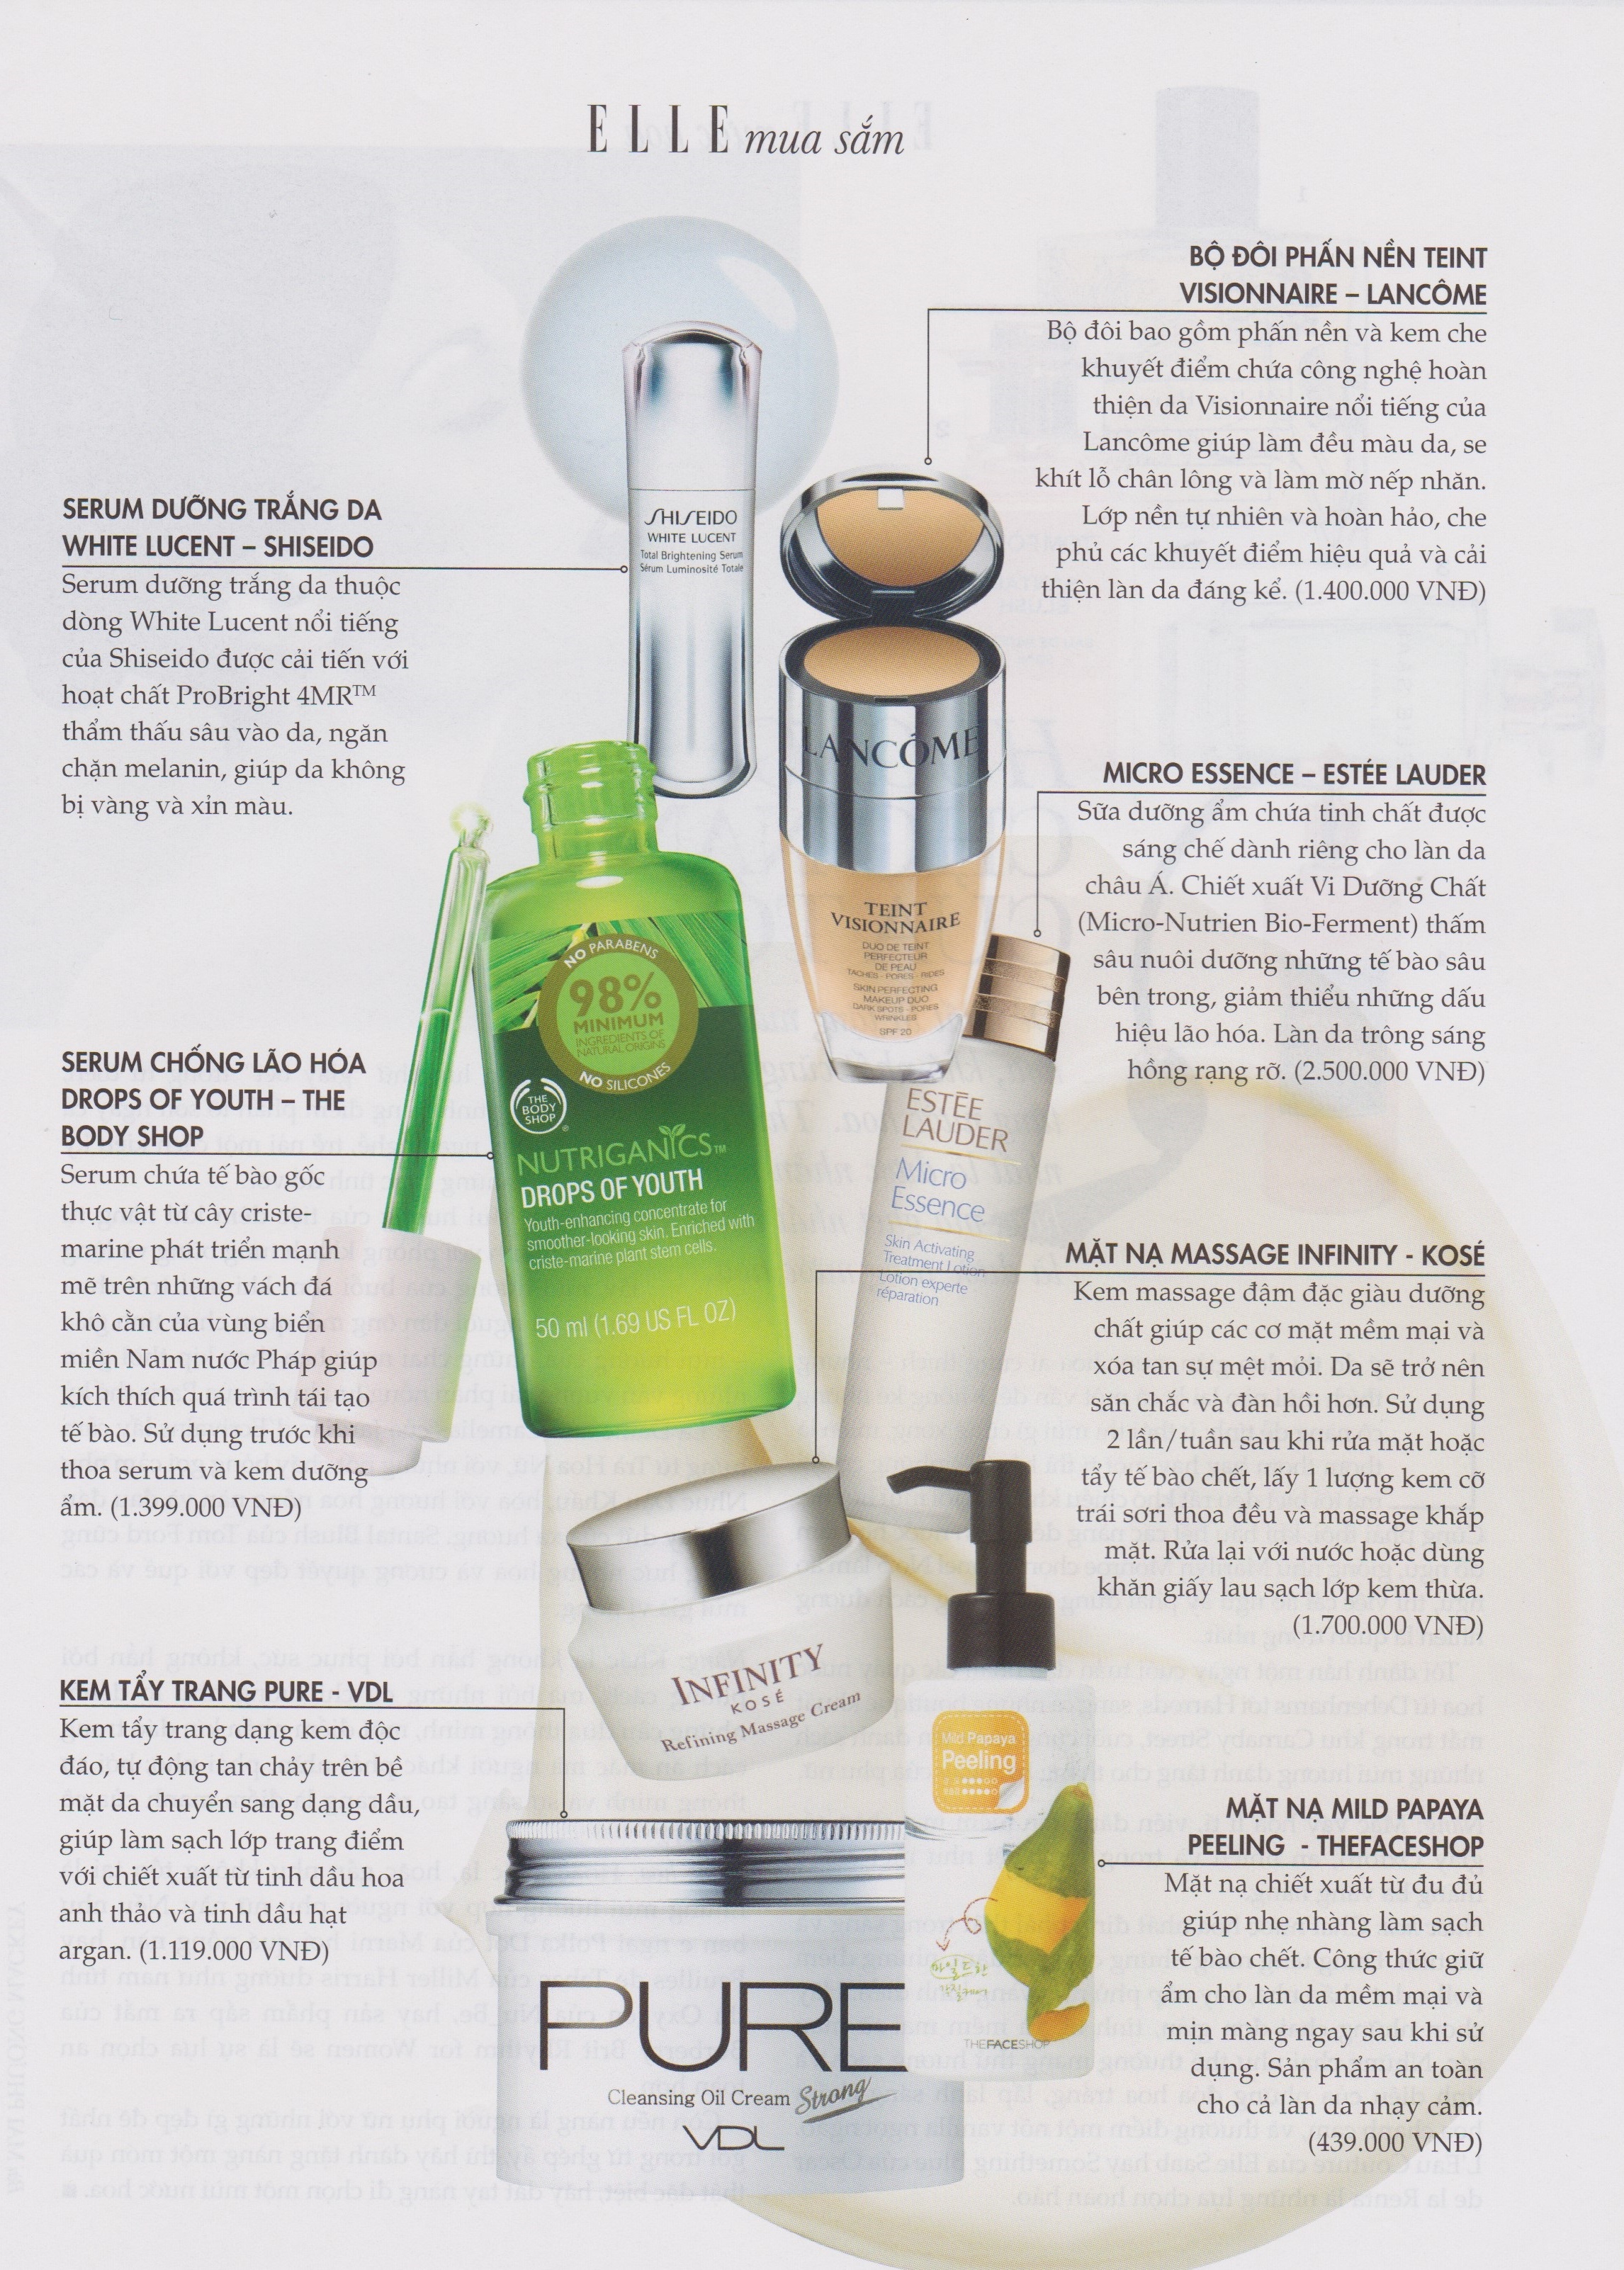 ELLE mua sắm
BỘ ĐÔI PHẤN NỀN TEINT
VISIONNAIRE – LANCÔME
Bộ đôi bao gồm phấn nền và kem che
khuyết điểm chứa công nghệ hoàn
thiện da Visionnaire nổi tiếng của
Lancôme giúp làm đều màu da, se
khít lỗ chân lông và làm mờ nếp nhăn.
Lớp nền tự nhiên và hoàn hảo, che
phủ các khuyết điểm hiệu quả và cải
thiện làn da đáng kể. (1.400.000 VNĐ)
SERUM DƯỠNG TRẮNG DA
WHITE LUCENT – SHISEIDO
Serum dưỡng trắng da thuộc
dòng White Lucent nổi tiếng
của Shiseido được cải tiến với
hoạt chất ProBright 4MR™
thẩm thấu sâu vào da, ngăn
chặn melanin, giúp da không
bị vàng và xỉn màu.
MICRO ESSENCE – ESTÉE LAUDER
Sữa dưỡng ẩm chứa tinh chất được
sáng chế dành riêng cho làn da
châu Á. Chiết xuất Vi Dưỡng Chất
(Micro-Nutrien Bio-Ferment) thấm
sâu nuôi dưỡng những tế bào sâu
bên trong, giảm thiểu những dấu
hiệu lão hóa. Làn da trông sáng
hồng rạng rỡ. (2.500.000 VNĐ)
SERUM CHỐNG LÃO HÓA
DROPS OF YOUTH – THE
BODY SHOP
Serum chứa tế bào gốc
thực vật từ cây criste-
marine phát triển mạnh
mẽ trên những vách đá
khô cằn của vùng biển
miền Nam nước Pháp giúp
kích thích quá trình tái tạo
tế bào. Sử dụng trước khi
thoa serum và kem dưỡng
ẩm. (1.399.000 VNĐ)
MẶT NẠ MASSAGE INFINITY - KOSÉ
Kem massage đậm đặc giàu dưỡng
chất giúp các cơ mặt mềm mại và
xóa tan sự mệt mỏi. Da sẽ trở nên
săn chắc và đàn hồi hơn. Sử dụng
2 lần/tuần sau khi rửa mặt hoặc
tẩy tế bào chết, lấy 1 lượng kem cỡ
trái sơri thoa đều và massage khắp
mặt. Rửa lại với nước hoặc dùng
khăn giấy lau sạch lớp kem thừa.
(1.700.000 VNĐ)
KEM TẨY TRANG PURE - VDL
Kem tẩy trang dạng kem độc
đáo, tự động tan chảy trên bề
mặt da chuyển sang dạng dầu,
giúp làm sạch lớp trang điểm
với chiết xuất từ tinh dầu hoa
anh thảo và tinh dầu hạt
argan. (1.119.000 VNĐ)
MẶT NẠ MILD PAPAYA
PEELING - THEFACESHOP
Mặt nạ chiết xuất từ đu đủ
giúp nhẹ nhàng làm sạch
tế bào chết. Công thức giữ
ẩm cho làn da mềm mại và
mịn màng ngay sau khi sử
dụng. Sản phẩm an toàn
cho cả làn da nhạy cảm.
(439.000 VNĐ)
SHISEIDO
WHITE LUCENT
Total Brightening Serum
Sérum Luminosité Totale
LANCÔME
TEINT
VISIONNAIRE
DUO DE TEINT
PERFECTEUR
DE PEAU
TACHES - PORES - RIDES
SKIN PERFECTING
MAKEUP DUO
DARK SPOTS - PORES
WRINKLES
SPF 20
NO PARABENS
98%
MINIMUM
INGREDIENTS OF
NATURAL ORIGINS
NO SILICONES
THE
BODY
SHOP
NUTRIGANICS™
DROPS OF YOUTH
Youth-enhancing concentrate for
smoother-looking skin. Enriched with
criste-marine plant stem cells.
50 ml (1.69 US FL OZ)
ESTĒE
LAUDER
Micro
Essence
Skin Activating
Treatment Lotion
Lotion experte
réparation
INFINITY
KOSÉ
Refining Massage Cream
Mild Papaya
Peeling
THEFACESHOP
PURE
Cleansing Oil Cream Strong
VDL